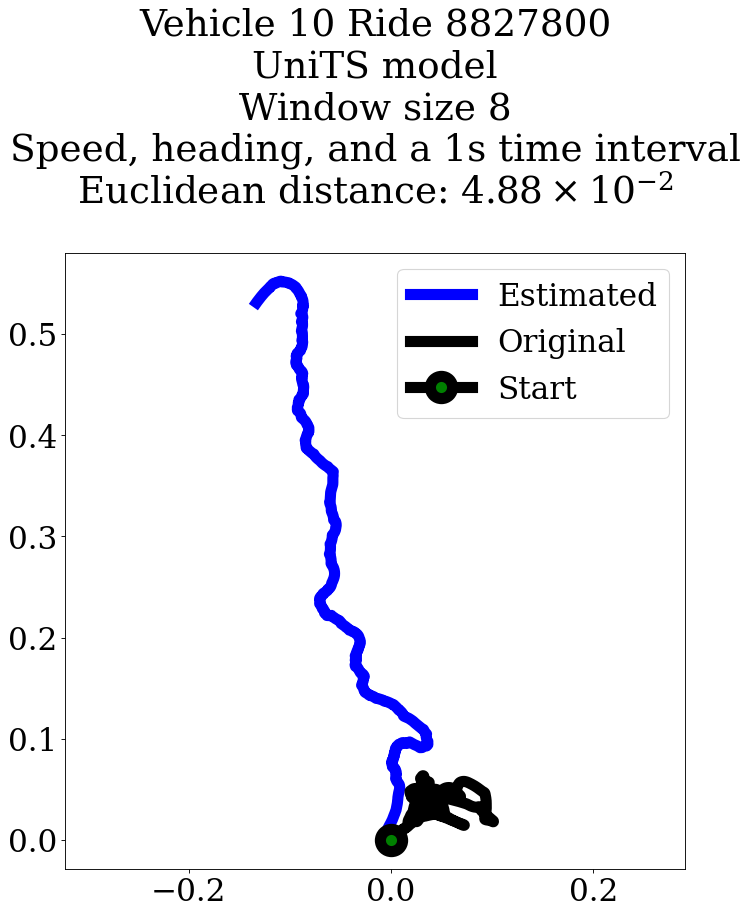 Vehicle 10 Ride 8827800
UniTS model
Window size 8
Speed, heading, and a 1s time interval
Euclidean distance: 4.88 × 10⁻²
Estimated
Original
Start
0.5
0.4
0.3
0.2
0.1
0.0
−0.2 0.0 0.2